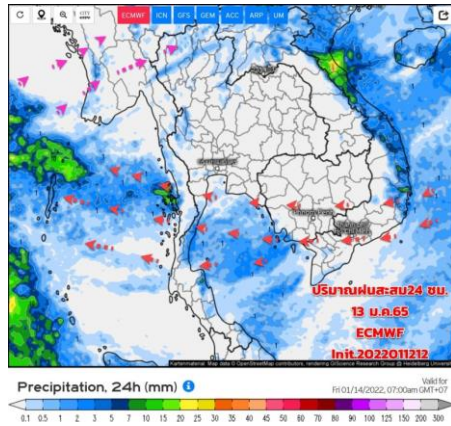 ECMWF ICN GFS GEM ACC ARP UM
ปริมาณฝนสะสม24 ชม.
13 ม.ค.65
ECMWF
Init.2022011212
Precipitation, 24h (mm)
Valid for
Fri 01/14/2022, 07:00am GMT+07
0.1 0.5 1 2 3 5 7 10 15 20 25 30 35 40 45 50 60 70 80 90 100 125 150 200 300